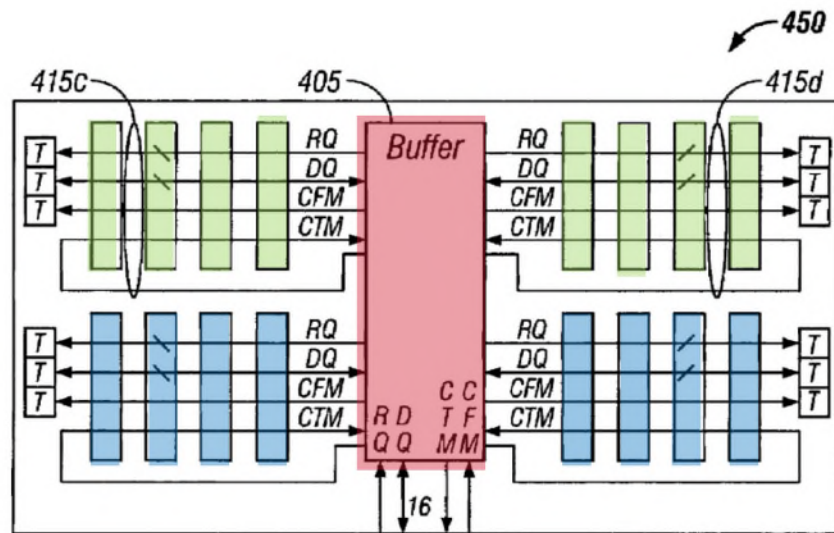 450
415c 405 415d
Buffer
T RQ RQ T
T DQ DQ T
T CFM CFM T
CTM CTM
T RQ RQ T
T DQ DQ T
T CFM C C CFM T
CTM R D T F CTM
Q Q M M
16